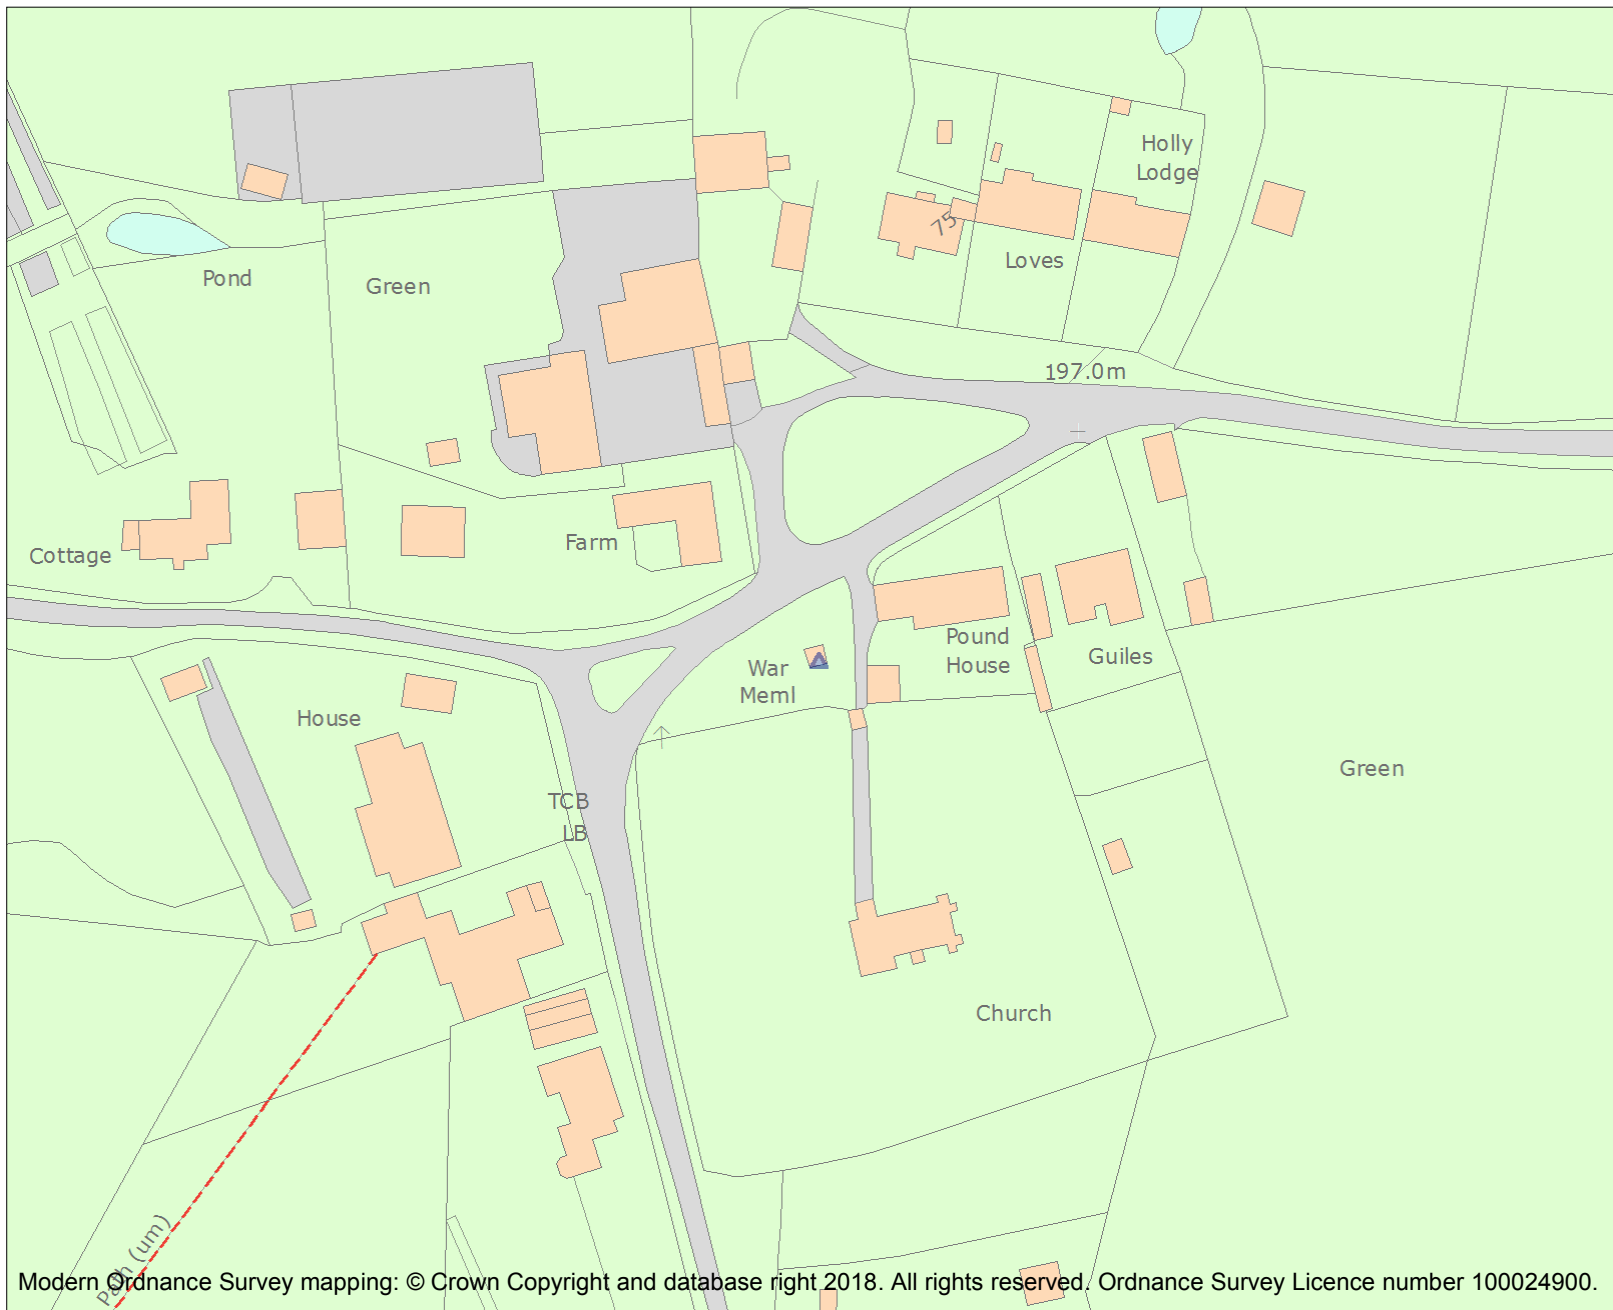 Holly
Lodge
75
Loves
Pond
Green
197.0m
Cottage
Farm
Pound
House
Guiles
War
Meml
House
Green
TCB
LB
Church
Path (um)
Modern Ordnance Survey mapping: © Crown Copyright and database right 2018. All rights reserved. Ordnance Survey Licence number 100024900.